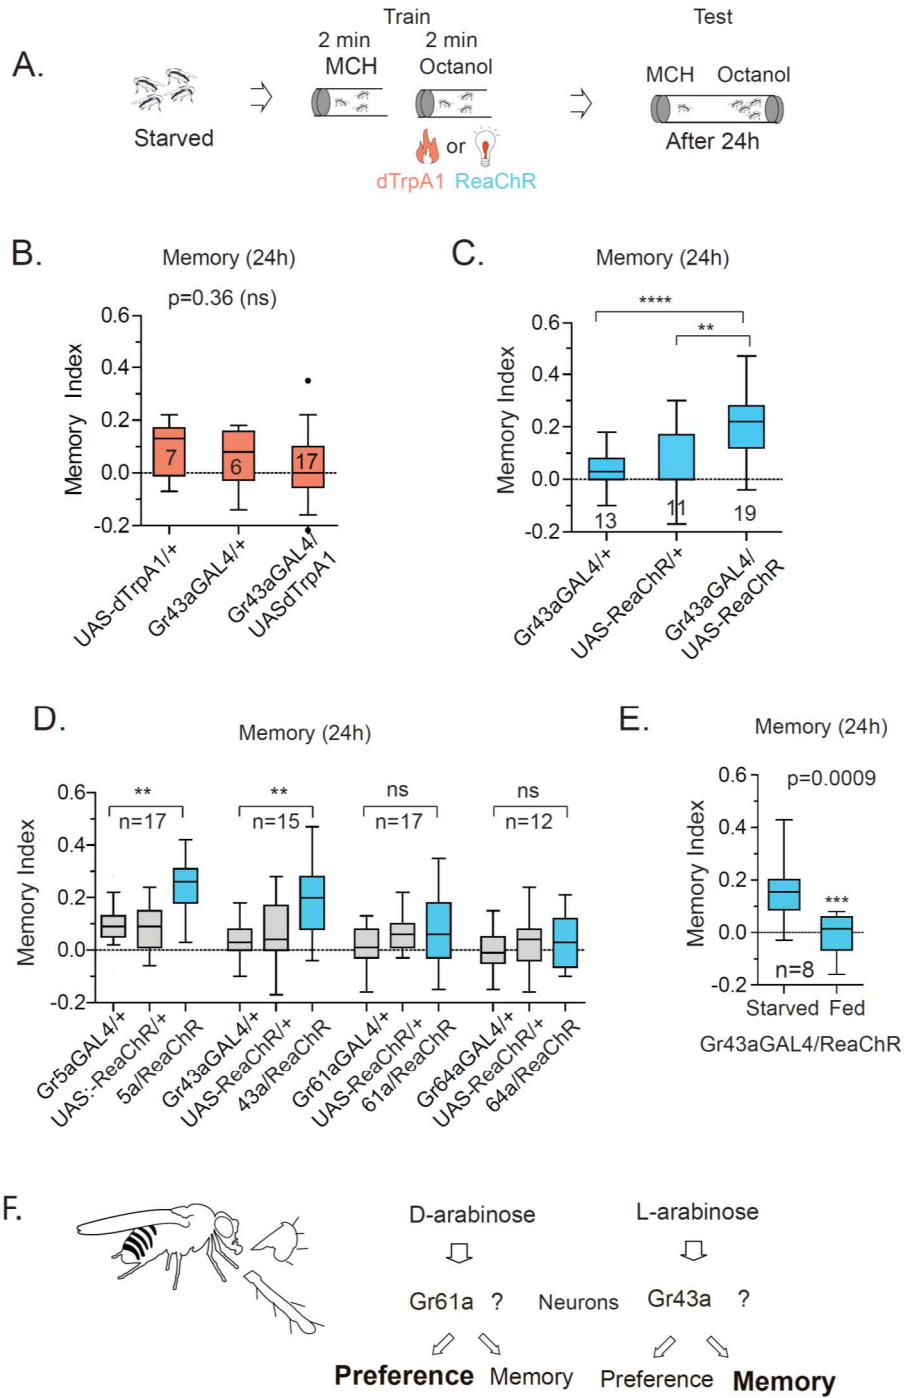 A.
Train
Test
2 min
2 min
MCH
Octanol
MCH
Octanol
Starved
or
After 24h
dTrpA1
ReaChR
B.
Memory (24h)
p=0.36 (ns)
Memory Index
0.6
0.4
0.2
0.0
-0.2
7
6
17
UAS-dTrpA1/+
Gr43aGAL4/+
Gr43aGAL4/
UASdTrpA1
C.
Memory (24h)
****
**
Memory Index
0.6
0.4
0.2
0.0
-0.2
13
11
19
Gr43aGAL4/+
UAS-ReaChR/+
Gr43aGAL4/
UAS-ReaChR
D.
Memory (24h)
Memory Index
0.6
0.4
0.2
0.0
-0.2
**
n=17
**
n=15
ns
n=17
ns
n=12
Gr5aGAL4/+
UAS:-ReaChR/+
5a/ReaChR
Gr43aGAL4/+
UAS-ReaChR/+
43a/ReaChR
Gr61aGAL4/+
UAS-ReaChR/+
61a/ReaChR
Gr64aGAL4/+
UAS-ReaChR/+
64a/ReaChR
E.
Memory (24h)
p=0.0009
Memory Index
0.6
0.4
0.2
0.0
-0.2
***
n=8
Starved
Fed
Gr43aGAL4/ReaChR
F.
D-arabinose
L-arabinose
Gr61a
?
Neurons
Gr43a
?
Preference
Memory
Preference
Memory